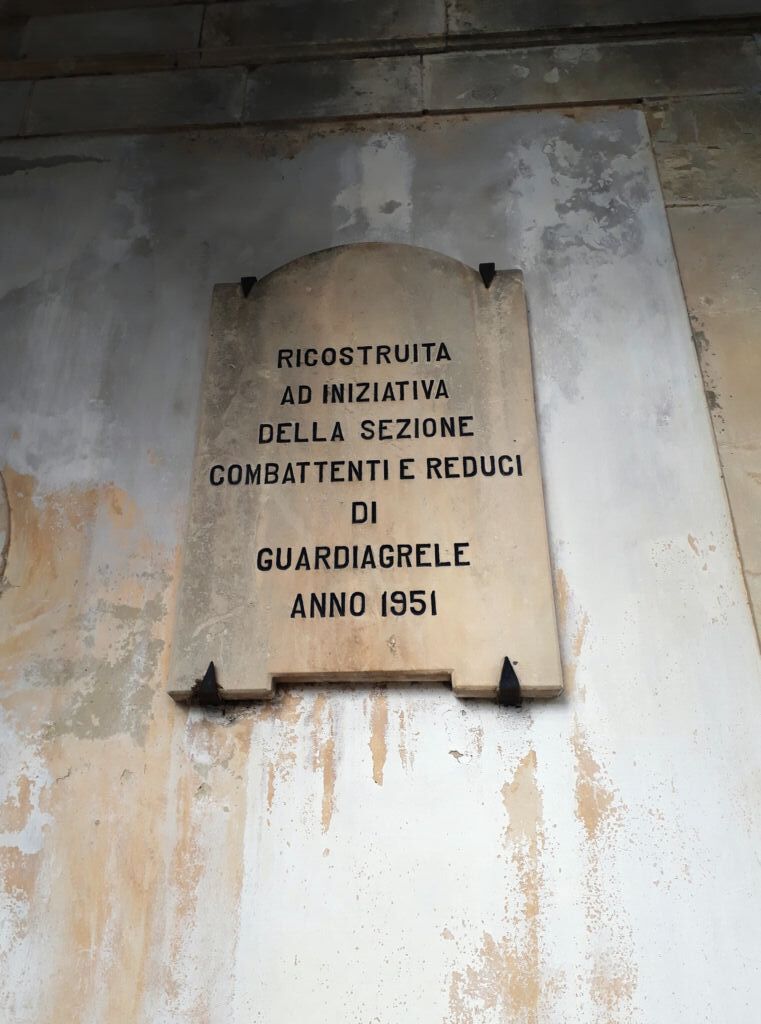 RICOSTRUITA
AD INIZIATIVA
DELLA SEZIONE
COMBATTENTI E REDUCI
DI
GUARDIAGRELE
ANNO 1951